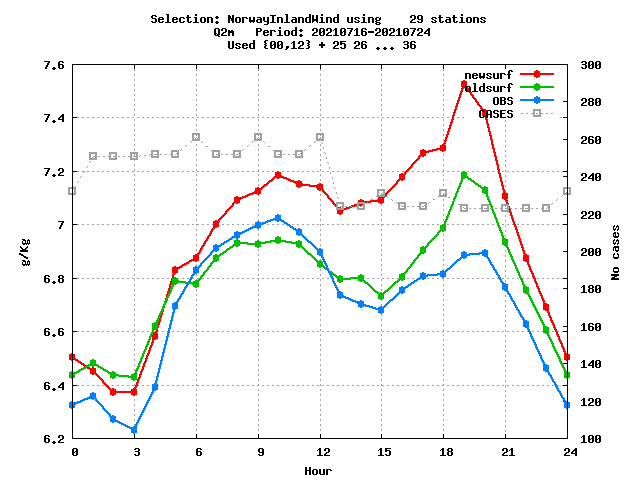 Selection: NorwayInlandWind using    29 stations
Q2m   Period: 20210716-20210724
Used {00,12} + 25 26 ... 36
newsurf
oldsurf
OBS
CASES
7.6
7.4
7.2
7
6.8
6.6
6.4
6.2
300
280
260
240
220
200
180
160
140
120
100
g/Kg
No cases
0 3 6 9 12 15 18 21 24
Hour